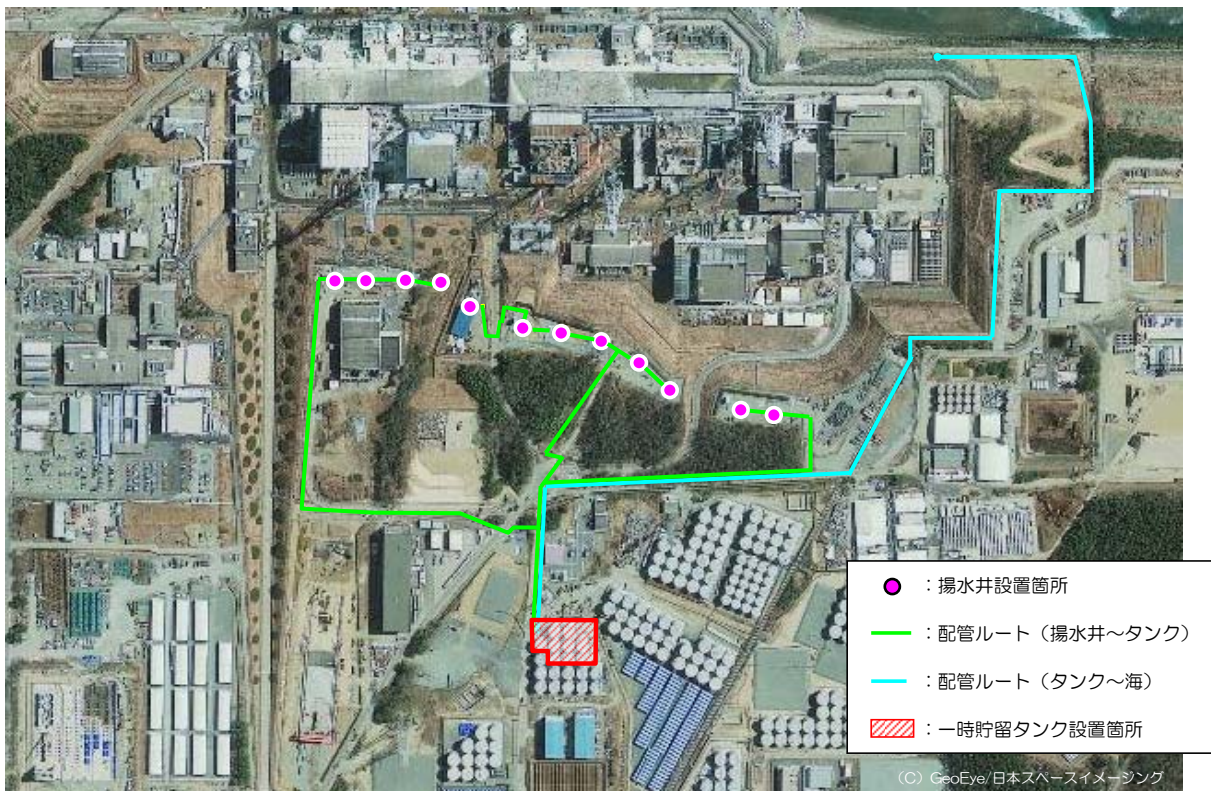 ：揚水井設置箇所
：配管ルート（揚水井～タンク）
：配管ルート（タンク～海）
：一時貯留タンク設置箇所
（C）GeoEye/日本スペースイメージング